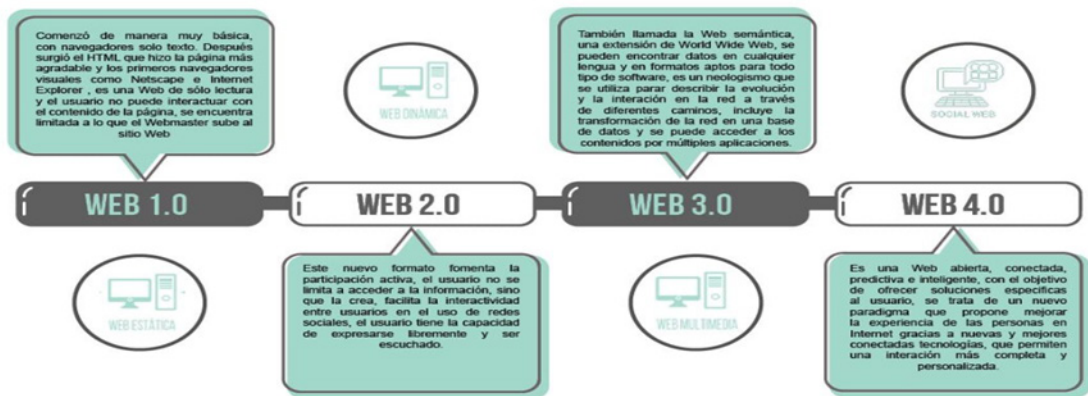 Comenzó de manera muy básica,
con navegadores solo texto. Después
surgió el HTML que hizo la página más
agradable y los primeros navegadores
visuales como Netscape e Internet
Explorer , es una Web de sólo lectura
y el usuario no puede interactuar con
el contenido de la página, se encuentra
limitada a lo que el Webmaster sube al
sitio Web
WEB DINÁMICA
También llamada la Web semántica,
una extensión de World Wide Web, se
pueden encontrar datos en cualquier
lengua y en formatos aptos para todo
tipo de software, es un neologismo que
se utiliza parar describir la evolución
y la interación en la red a través
de diferentes caminos, incluye la
transformación de la red en una base
de datos y se puede acceder a los
contenidos por múltiples aplicaciones.
SOCIAL WEB
WEB 1.0
WEB 2.0
WEB 3.0
WEB 4.0
WEB ESTÁTICA
Este nuevo formato fomenta la
participación activa, el usuario no se
limita a acceder a la información, sino
que la crea, facilita la interactividad
entre usuarios en el uso de redes
sociales, el usuario tiene la capacidad
de expresarse libremente y ser
escuchado.
WEB MULTIMEDIA
Es una Web abierta, conectada,
predictiva e inteligente, con el objetivo
de ofrecer soluciones especificas
al usuario, se trata de un nuevo
paradigma que propone mejorar
la experiencia de las personas en
Internet gracias a nuevas y mejores
conectadas tecnologías, que permiten
una interación más completa y
personalizada.